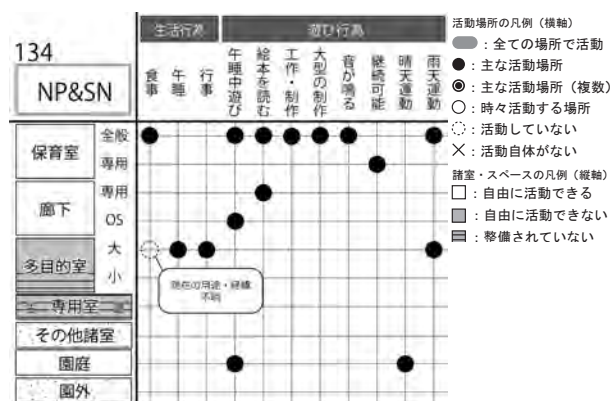 134
NP&SN
生活行為
遊び行為
食事
午睡
行事
午睡中遊び
絵本を読む
工作・制作
大型の制作
音が鳴る
継続可能
晴天運動
雨天運動
保育室
全般
専用
廊下
専用
OS
多目的室
大
小
専用室
その他諸室
園庭
園外
現在の用途・経緯
不明
活動場所の凡例(横軸)
:全ての場所で活動
:主な活動場所
:主な活動場所(複数)
:時々活動する場所
:活動していない
:活動自体がない
諸室・スペースの凡例(縦軸)
:自由に活動できる
:自由に活動できない
:整備されていない